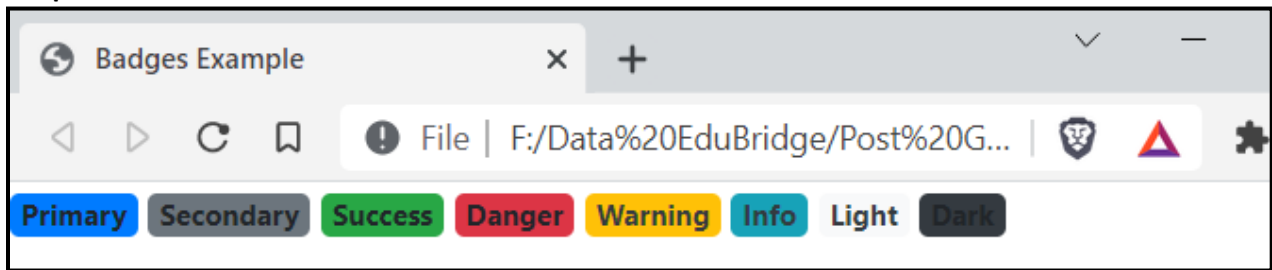 Badges Example
File F:/Data%20EduBridge/Post%20G...
Primary Secondary Success Danger Warning Info Light Dark